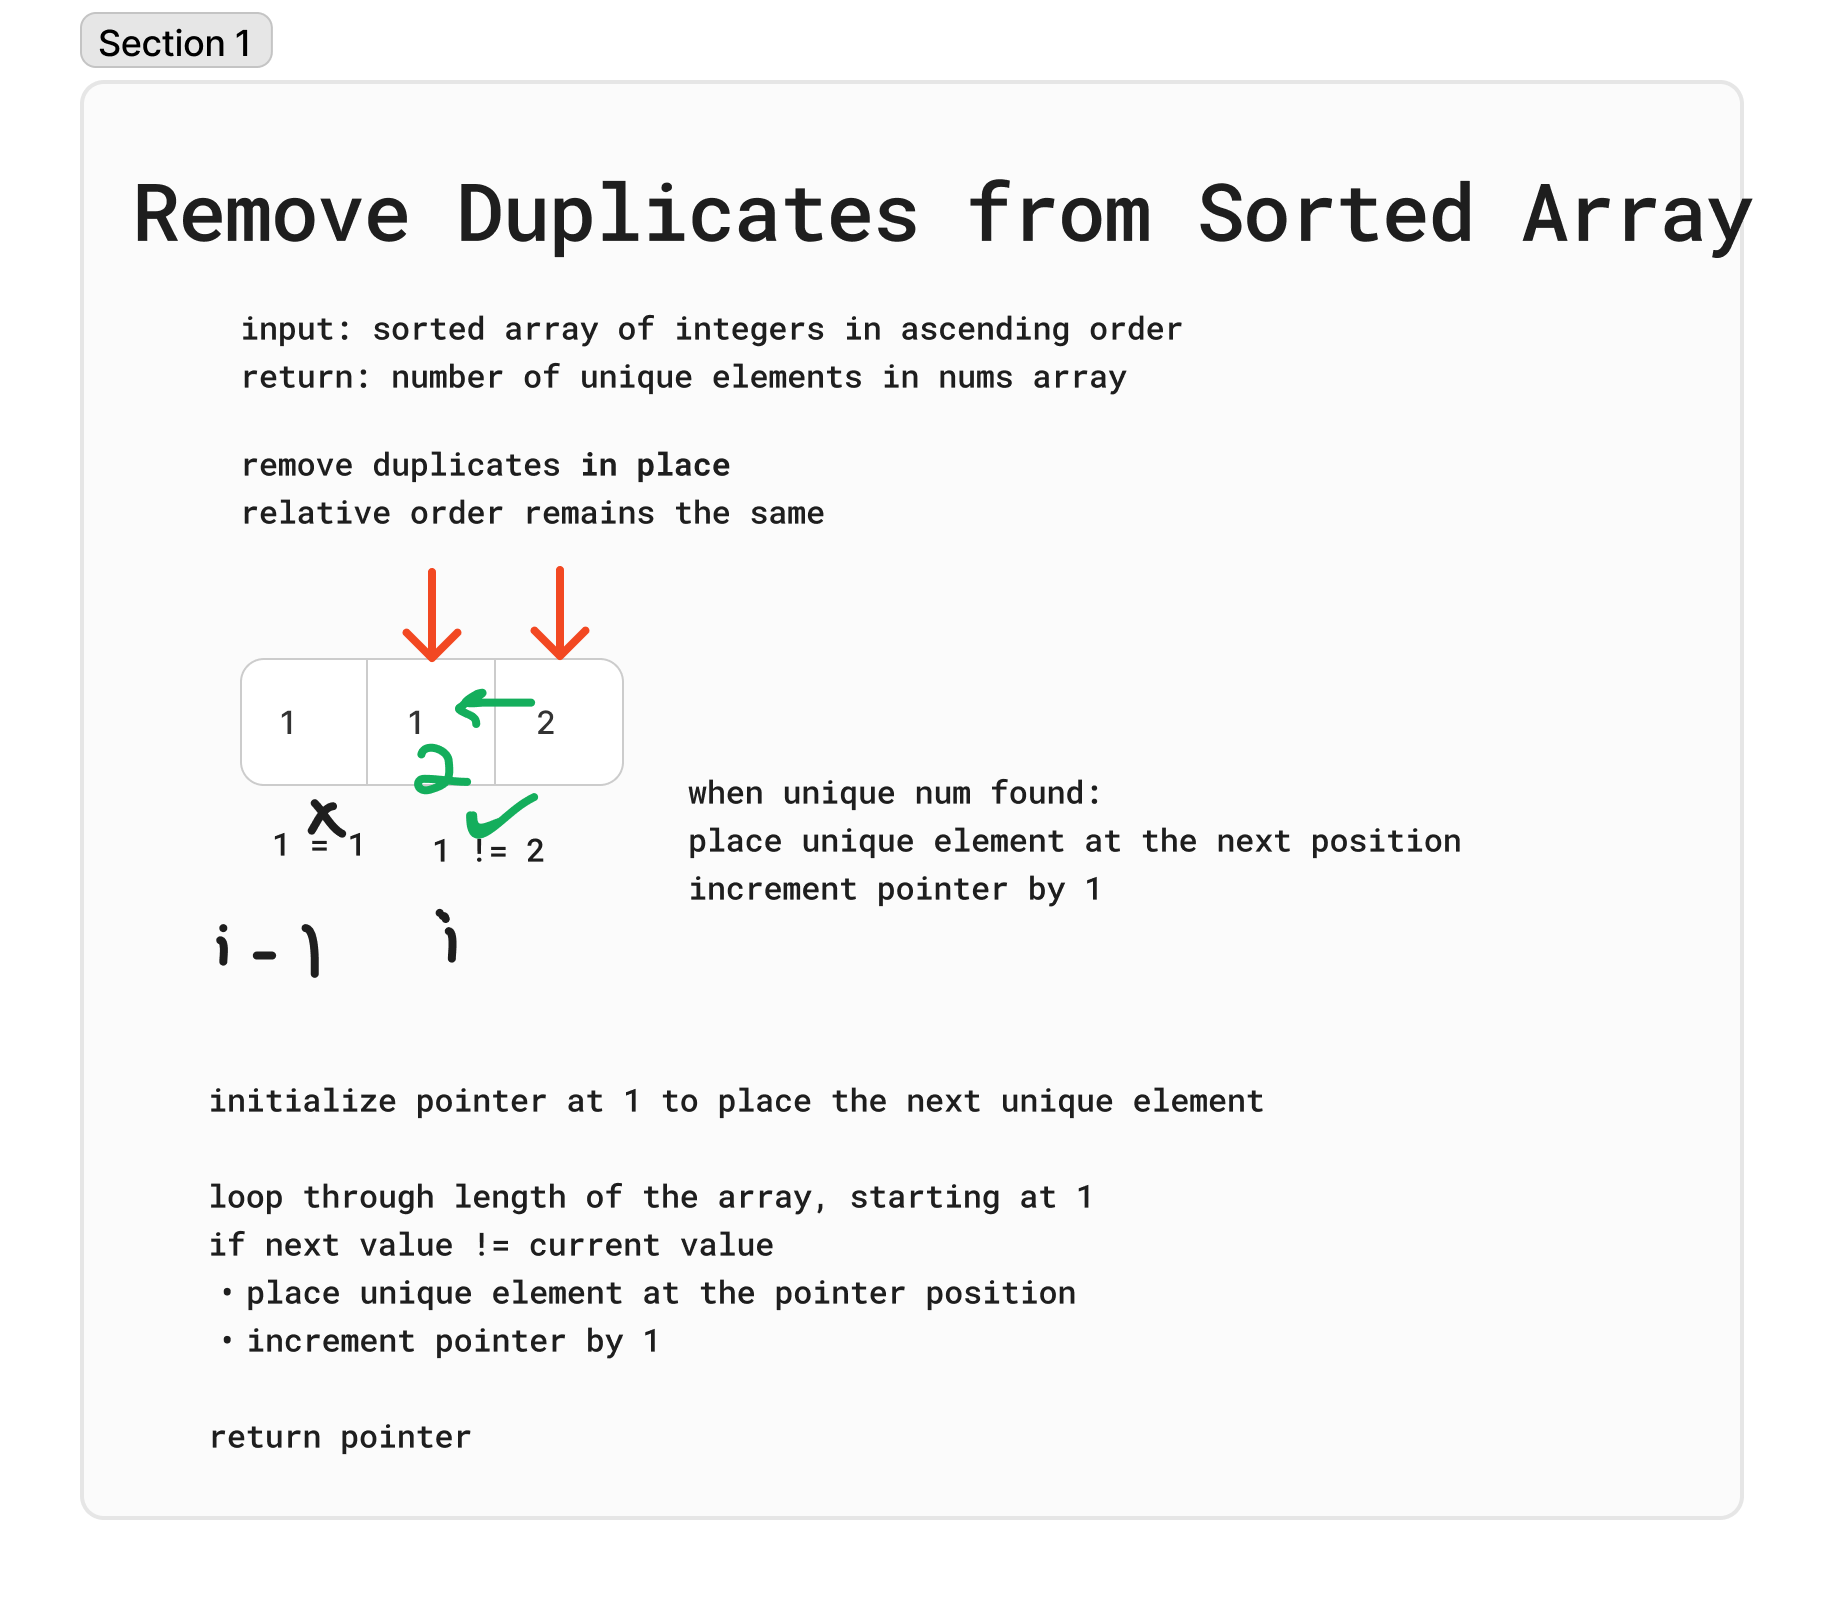 Section 1
Remove Duplicates from Sorted Array
input: sorted array of integers in ascending order
return: number of unique elements in nums array
remove duplicates in place
relative order remains the same
1 1 2
2
when unique num found:
x
1 = 1 1 != 2
place unique element at the next position
increment pointer by 1
i - 1 i
initialize pointer at 1 to place the next unique element
loop through length of the array, starting at 1
if next value != current value
• place unique element at the pointer position
• increment pointer by 1
return pointer